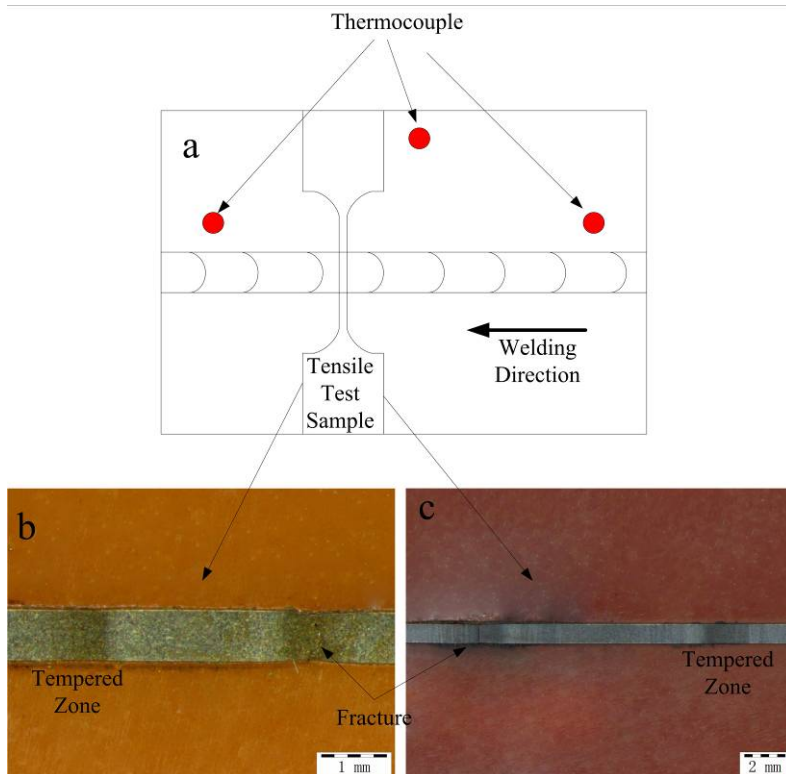 Thermocouple
a
Welding
Direction
Tensile
Test
Sample
b
c
Tempered
Zone
Fracture
Tempered
Zone
1 mm
2 mm